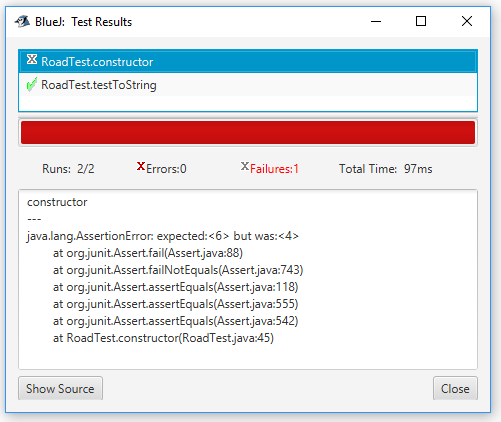 BlueJ: Test Results
RoadTest.constructor
RoadTest.testToString
Runs: 2/2 XErrors:0 XFailures:1 Total Time: 97ms
constructor
---
java.lang.AssertionError: expected:<6> but was:<4>
at org.junit.Assert.fail(Assert.java:88)
at org.junit.Assert.failNotEquals(Assert.java:743)
at org.junit.Assert.assertEquals(Assert.java:118)
at org.junit.Assert.assertEquals(Assert.java:555)
at org.junit.Assert.assertEquals(Assert.java:542)
at RoadTest.constructor(RoadTest.java:45)
Show Source Close